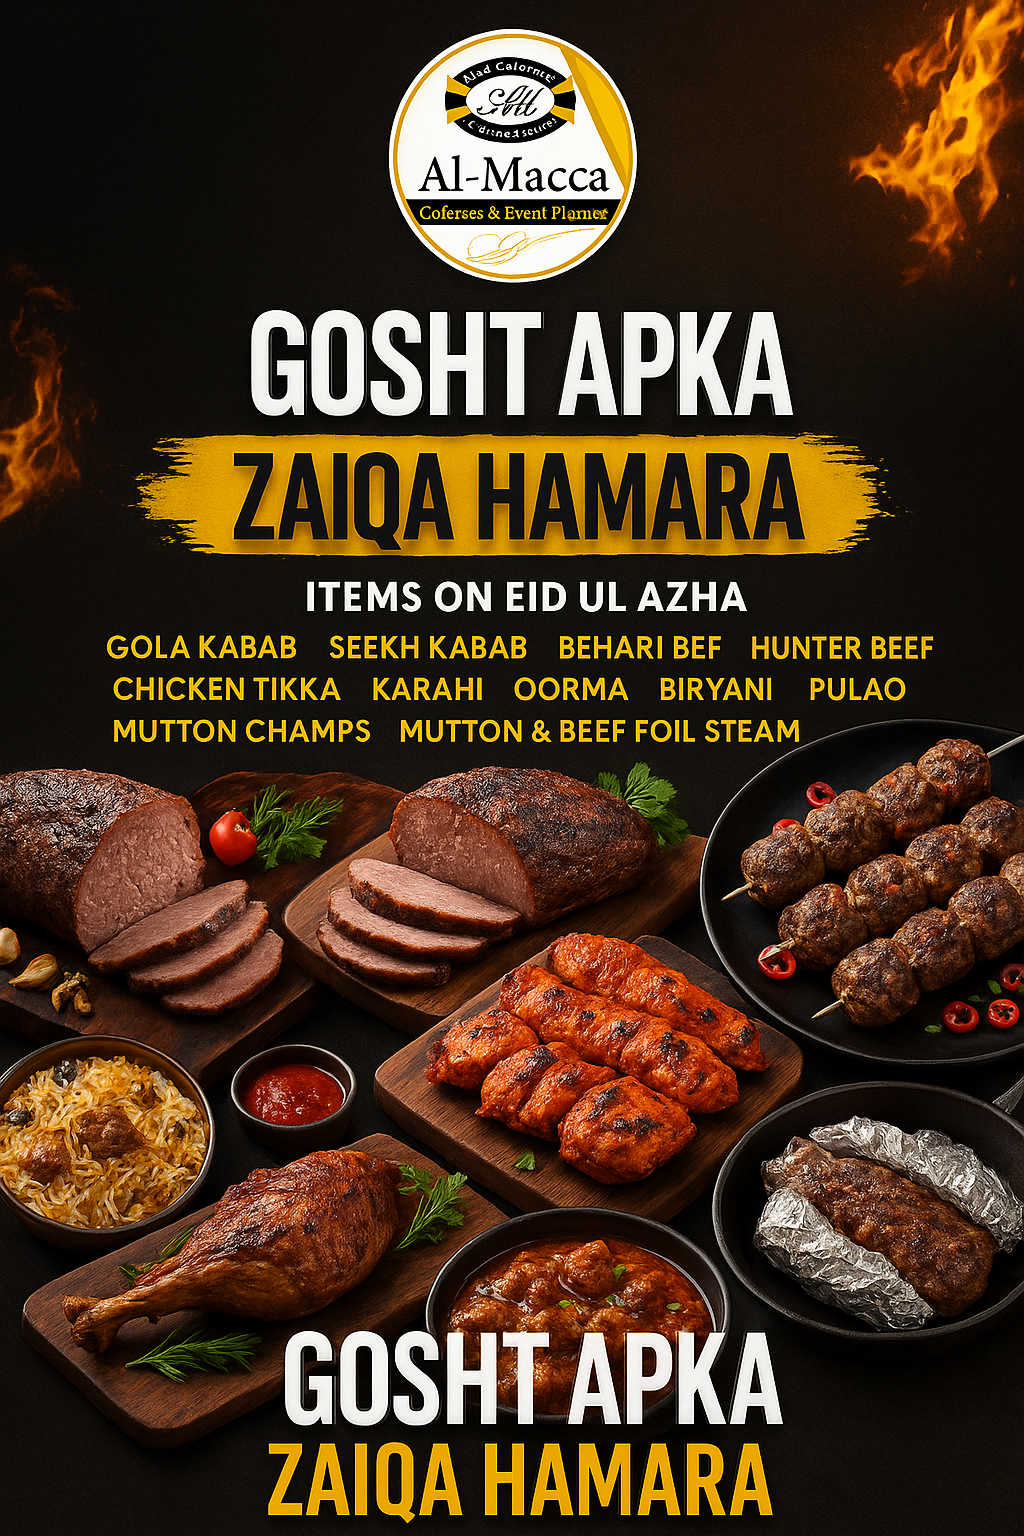 Al-Macca
Coferses & Event Planner
GOSHT APKA
ZAIQA HAMARA
ITEMS ON EID UL AZHA
GOLA KABAB SEEKH KABAB BEHARI BEF HUNTER BEEF
CHICKEN TIKKA KARAHI OORMA BIRYANI PULAO
MUTTON CHAMPS MUTTON & BEEF FOIL STEAM
GOSHT APKA
ZAIQA HAMARA